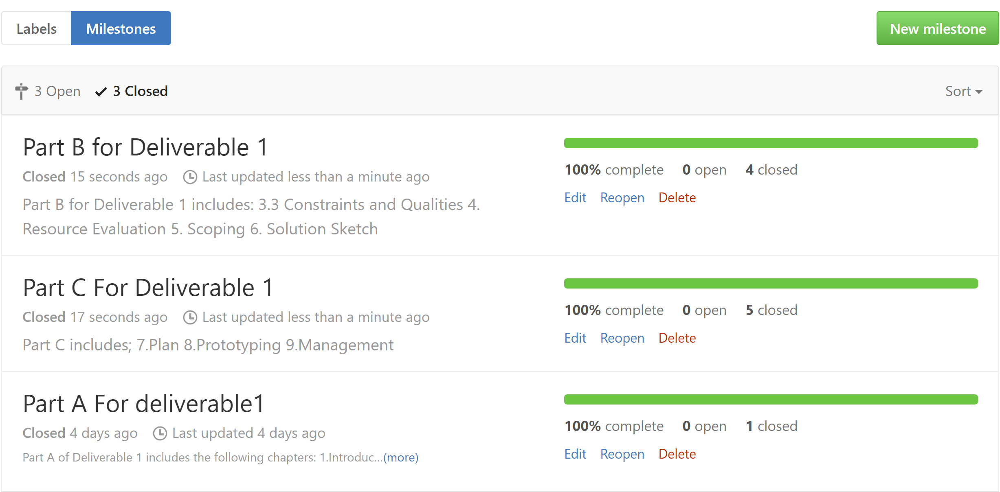 Labels Milestones New milestone
3 Open 3 Closed Sort
Part B for Deliverable 1
Closed 15 seconds ago Last updated less than a minute ago
Part B for Deliverable 1 includes: 3.3 Constraints and Qualities 4.
Resource Evaluation 5. Scoping 6. Solution Sketch
100% complete 0 open 4 closed
Edit Reopen Delete
Part C For Deliverable 1
Closed 17 seconds ago Last updated less than a minute ago
Part C includes; 7.Plan 8.Prototyping 9.Management
100% complete 0 open 5 closed
Edit Reopen Delete
Part A For deliverable1
Closed 4 days ago Last updated 4 days ago
Part A of Deliverable 1 includes the following chapters: 1.Introduc...(more)
100% complete 0 open 1 closed
Edit Reopen Delete